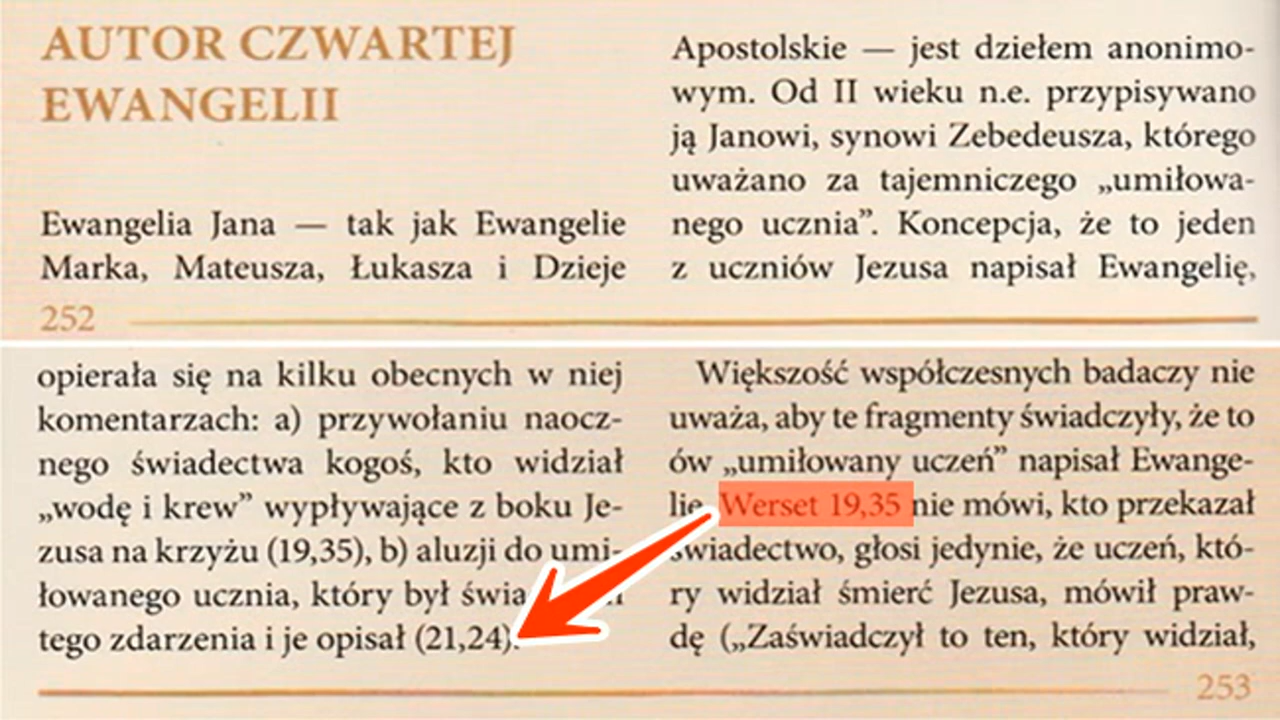 AUTOR CZWARTEJ
EWANGELII
Ewangelia Jana — tak jak Ewangelie
Marka, Mateusza, Łukasza i Dzieje
252
Apostolskie — jest dziełem anonimo-
wym. Od II wieku n.e. przypisywano
ją Janowi, synowi Zebedeusza, którego
uważano za tajemniczego „umiłowa-
nego ucznia”. Koncepcja, że to jeden
z uczniów Jezusa napisał Ewangelię,
opierała się na kilku obecnych w niej
komentarzach: a) przywołaniu naocz-
nego świadectwa kogoś, kto widział
„wodę i krew” wypływające z boku Je-
zusa na krzyżu (19,35), b) aluzji do umi-
łowanego ucznia, który był
tego zdarzenia i je opisał (21,24).
Większość współczesnych badaczy nie
uważa, aby te fragmenty świadczyły, że to
ów „umiłowany uczeń” napisał Ewange-
lię. Werset 19,35 nie mówi, kto przekazał
świadectwo, głosi jedynie, że uczeń, któ-
ry widział śmierć Jezusa, mówił praw-
dę („Zaświadczył to ten, który widział,
253